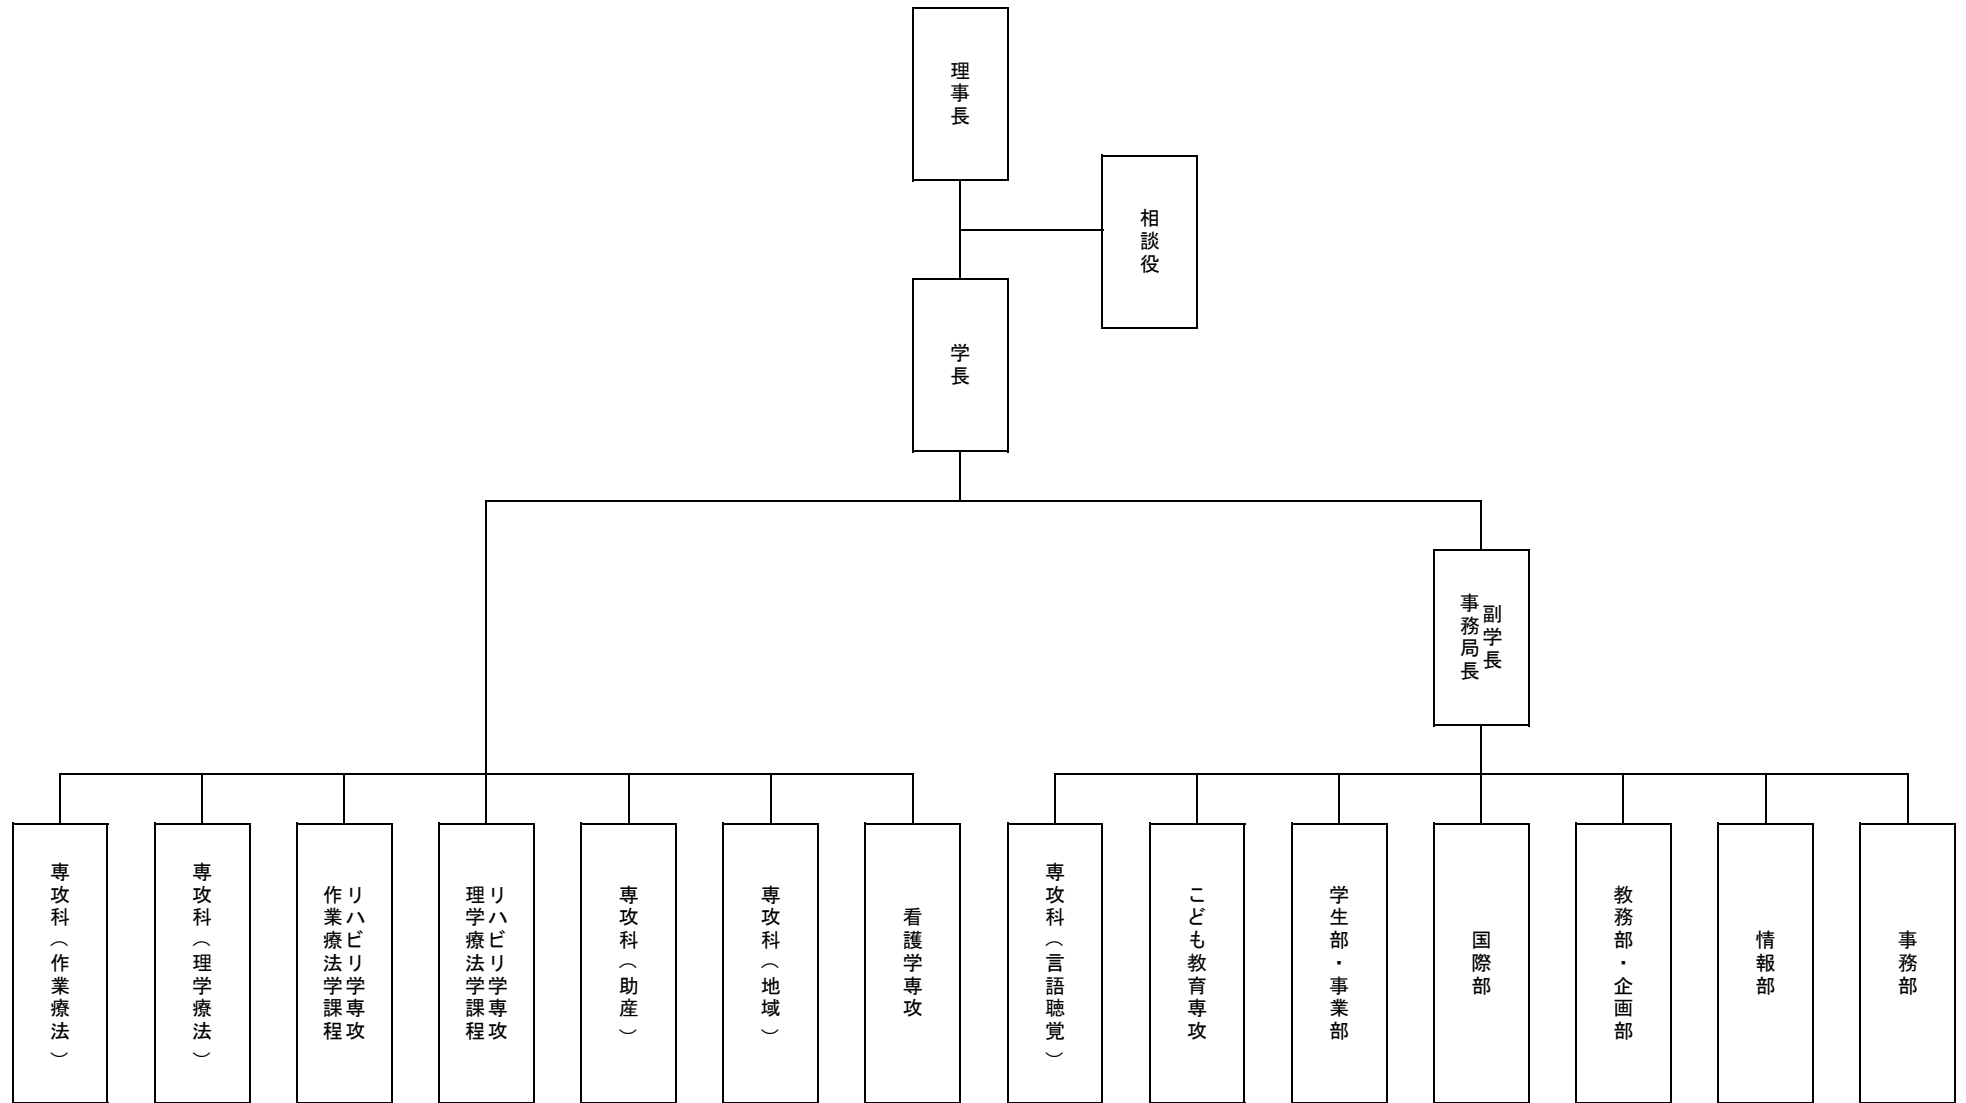 理事長
相談役
学長
副学長
事務局長
専攻科（作業療法）
専攻科（理学療法）
リハビリ学専攻
作業療法学課程
リハビリ学専攻
理学療法学課程
専攻科（助産）
専攻科（地域）
看護学専攻
専攻科（言語聴覚）
こども教育専攻
学生部・事業部
国際部
教務部・企画部
情報部
事務部